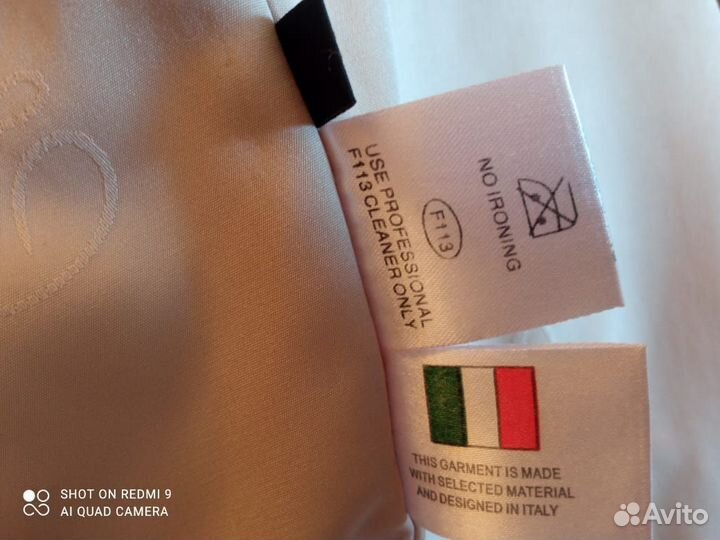 NO IRONING
F113
USE PROFESSIONAL
F113 CLEANER ONLY
THIS GARMENT IS MADE
WITH SELECTED MATERIAL
AND DESIGNED IN ITALY
SHOT ON REDMI 9
AI QUAD CAMERA
Avito